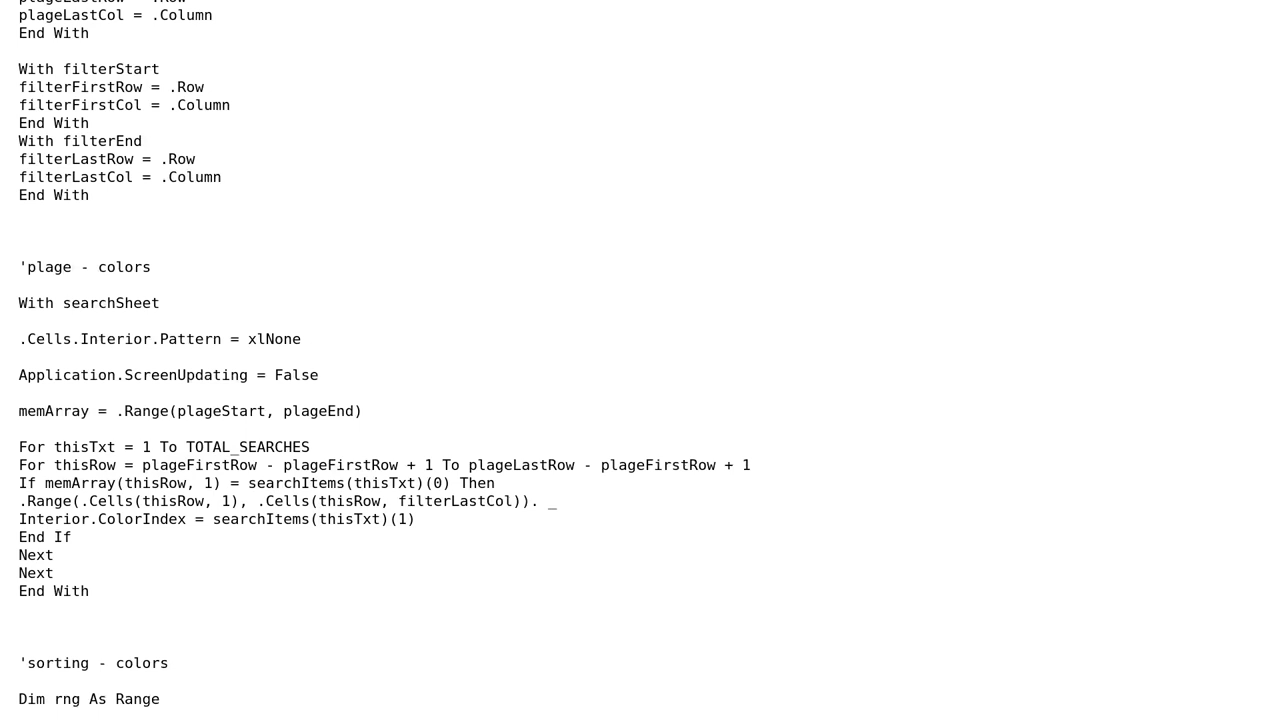 plageLastRow = .Row
plageLastCol = .Column
End With
With filterStart
filterFirstRow = .Row
filterFirstCol = .Column
End With
With filterEnd
filterLastRow = .Row
filterLastCol = .Column
End With
'plage - colors
With searchSheet
.Cells.Interior.Pattern = xlNone
Application.ScreenUpdating = False
memArray = .Range(plageStart, plageEnd)
For thisTxt = 1 To TOTAL_SEARCHES
For thisRow = plageFirstRow - plageFirstRow + 1 To plageLastRow - plageFirstRow + 1
If memArray(thisRow, 1) = searchItems(thisTxt)(0) Then
.Range(.Cells(thisRow, 1), .Cells(thisRow, filterLastCol)). _
Interior.ColorIndex = searchItems(thisTxt)(1)
End If
Next
Next
End With
'sorting - colors
Dim rng As Range